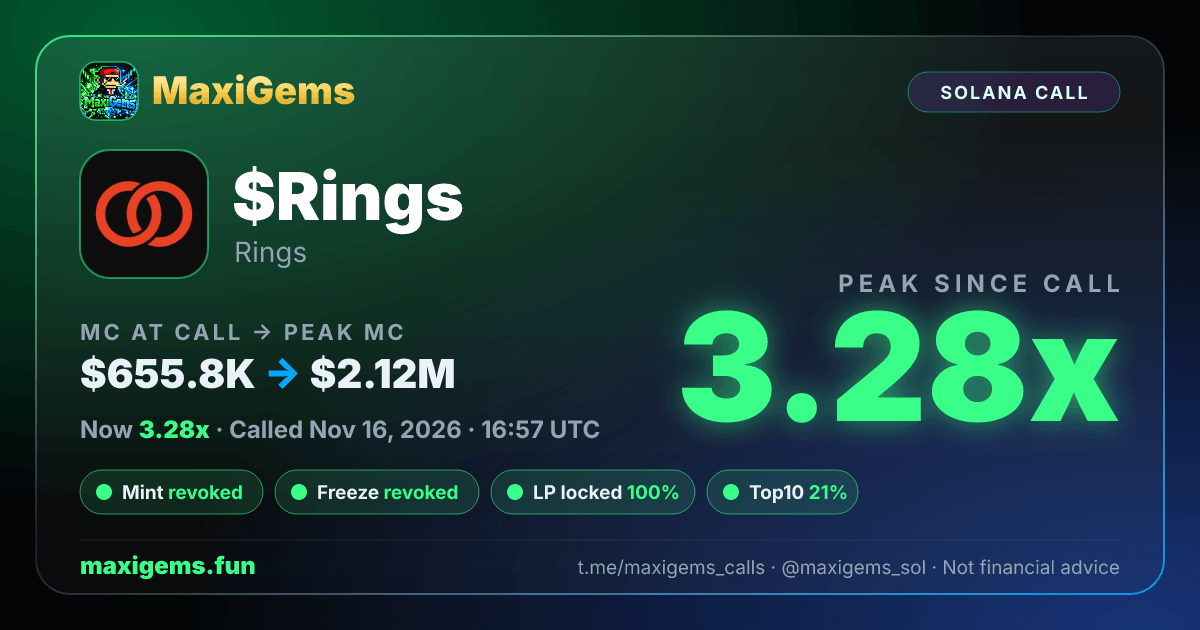 MaxiGems
MaxiGems
SOLANA CALL
$Rings
Rings
PEAK SINCE CALL
3.28x
MC AT CALL → PEAK MC
$655.8K → $2.12M
Now 3.28x · Called Nov 16, 2026 · 16:57 UTC
Mint revoked
Freeze revoked
LP locked 100%
Top10 21%
maxigems.fun
t.me/maxigems_calls · @maxigems_sol · Not financial advice